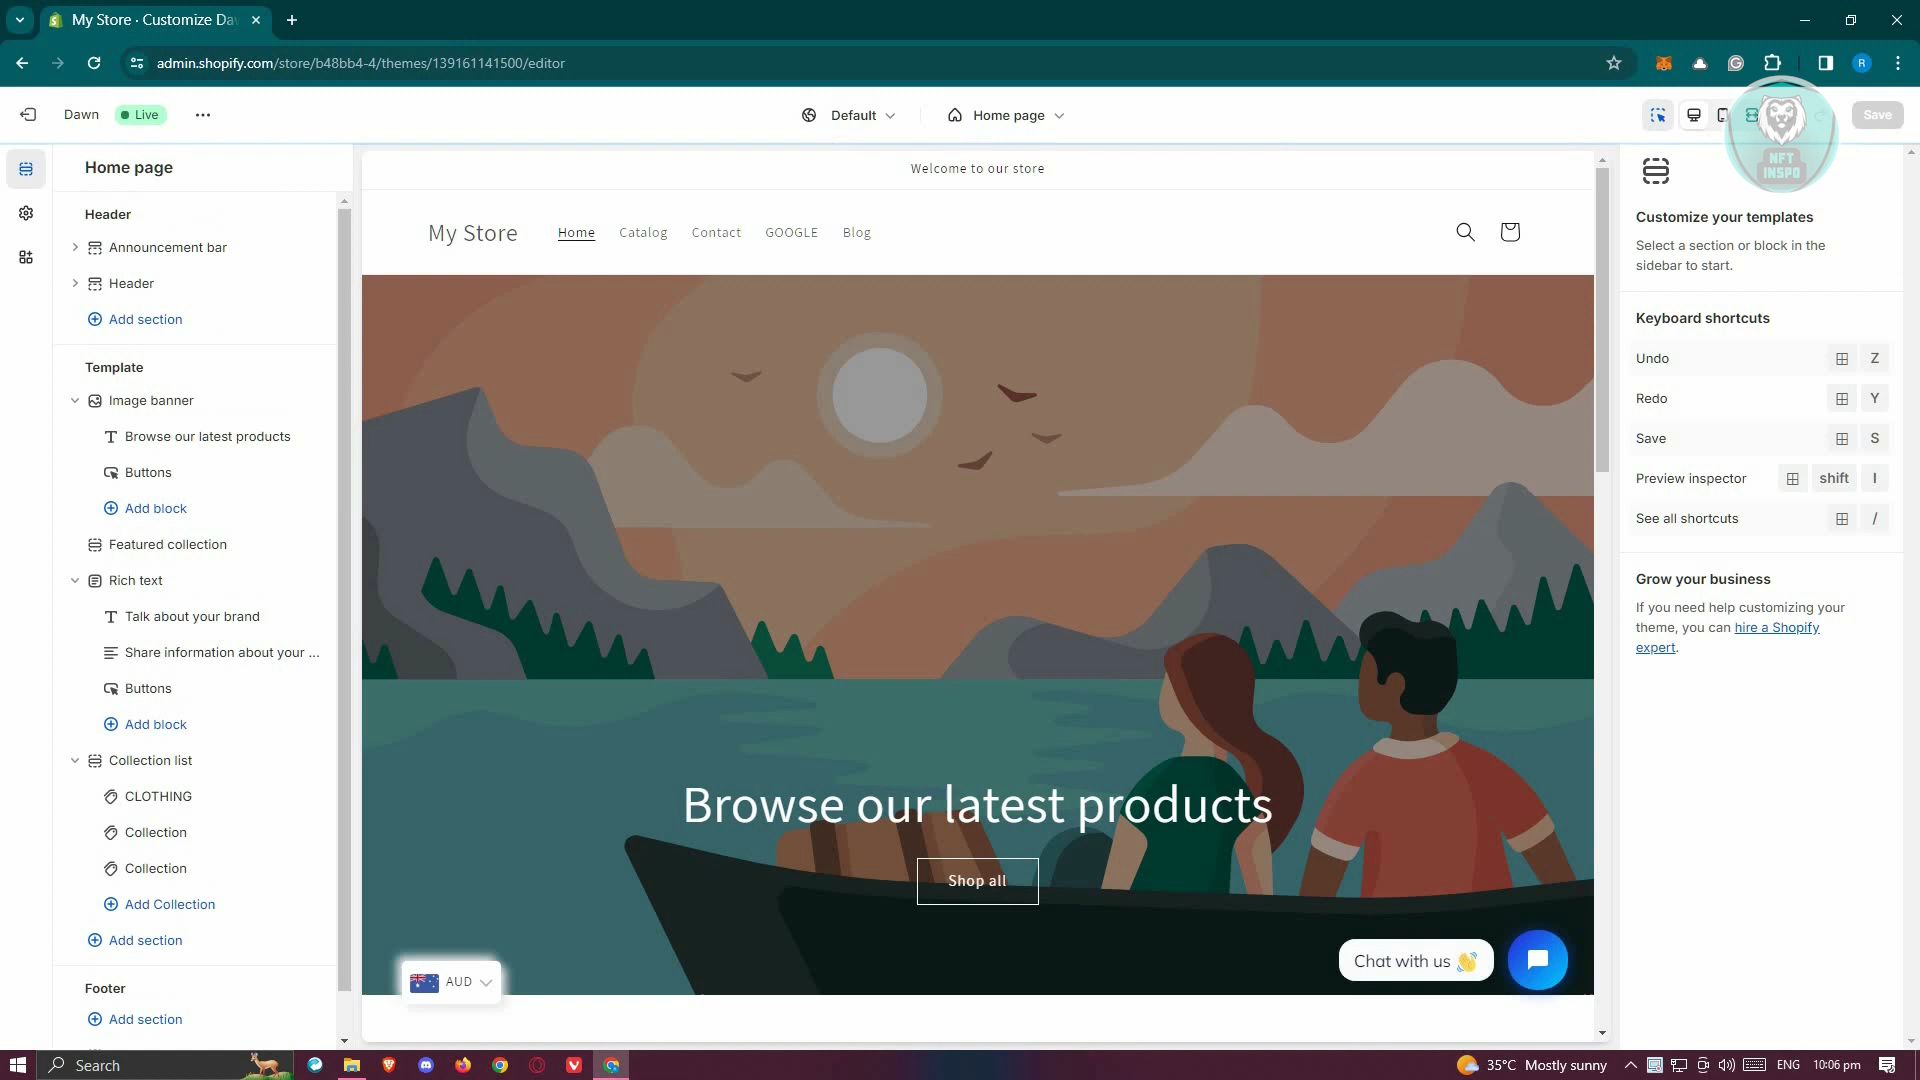 My Store · Customize Da
admin.shopify.com/store/b48bb4-4/themes/139161141500/editor
R
Dawn
Live
Default
Home page
Save
NFT
INSPO
Home page
Header
Announcement bar
Header
Add section
Template
Image banner
Browse our latest products
Buttons
Add block
Featured collection
Rich text
Talk about your brand
Share information about your ...
Buttons
Add block
Collection list
CLOTHING
Collection
Collection
Add Collection
Add section
Footer
Add section
Welcome to our store
My Store
Home
Catalog
Contact
GOOGLE
Blog
Browse our latest products
Shop all
AUD
Chat with us 👋
Customize your templates
Select a section or block in the
sidebar to start.
Keyboard shortcuts
Undo
Z
Redo
Y
Save
S
Preview inspector
shift
I
See all shortcuts
/
Grow your business
If you need help customizing your
theme, you can hire a Shopify
expert.
Search
35°C Mostly sunny
ENG
10:06 pm